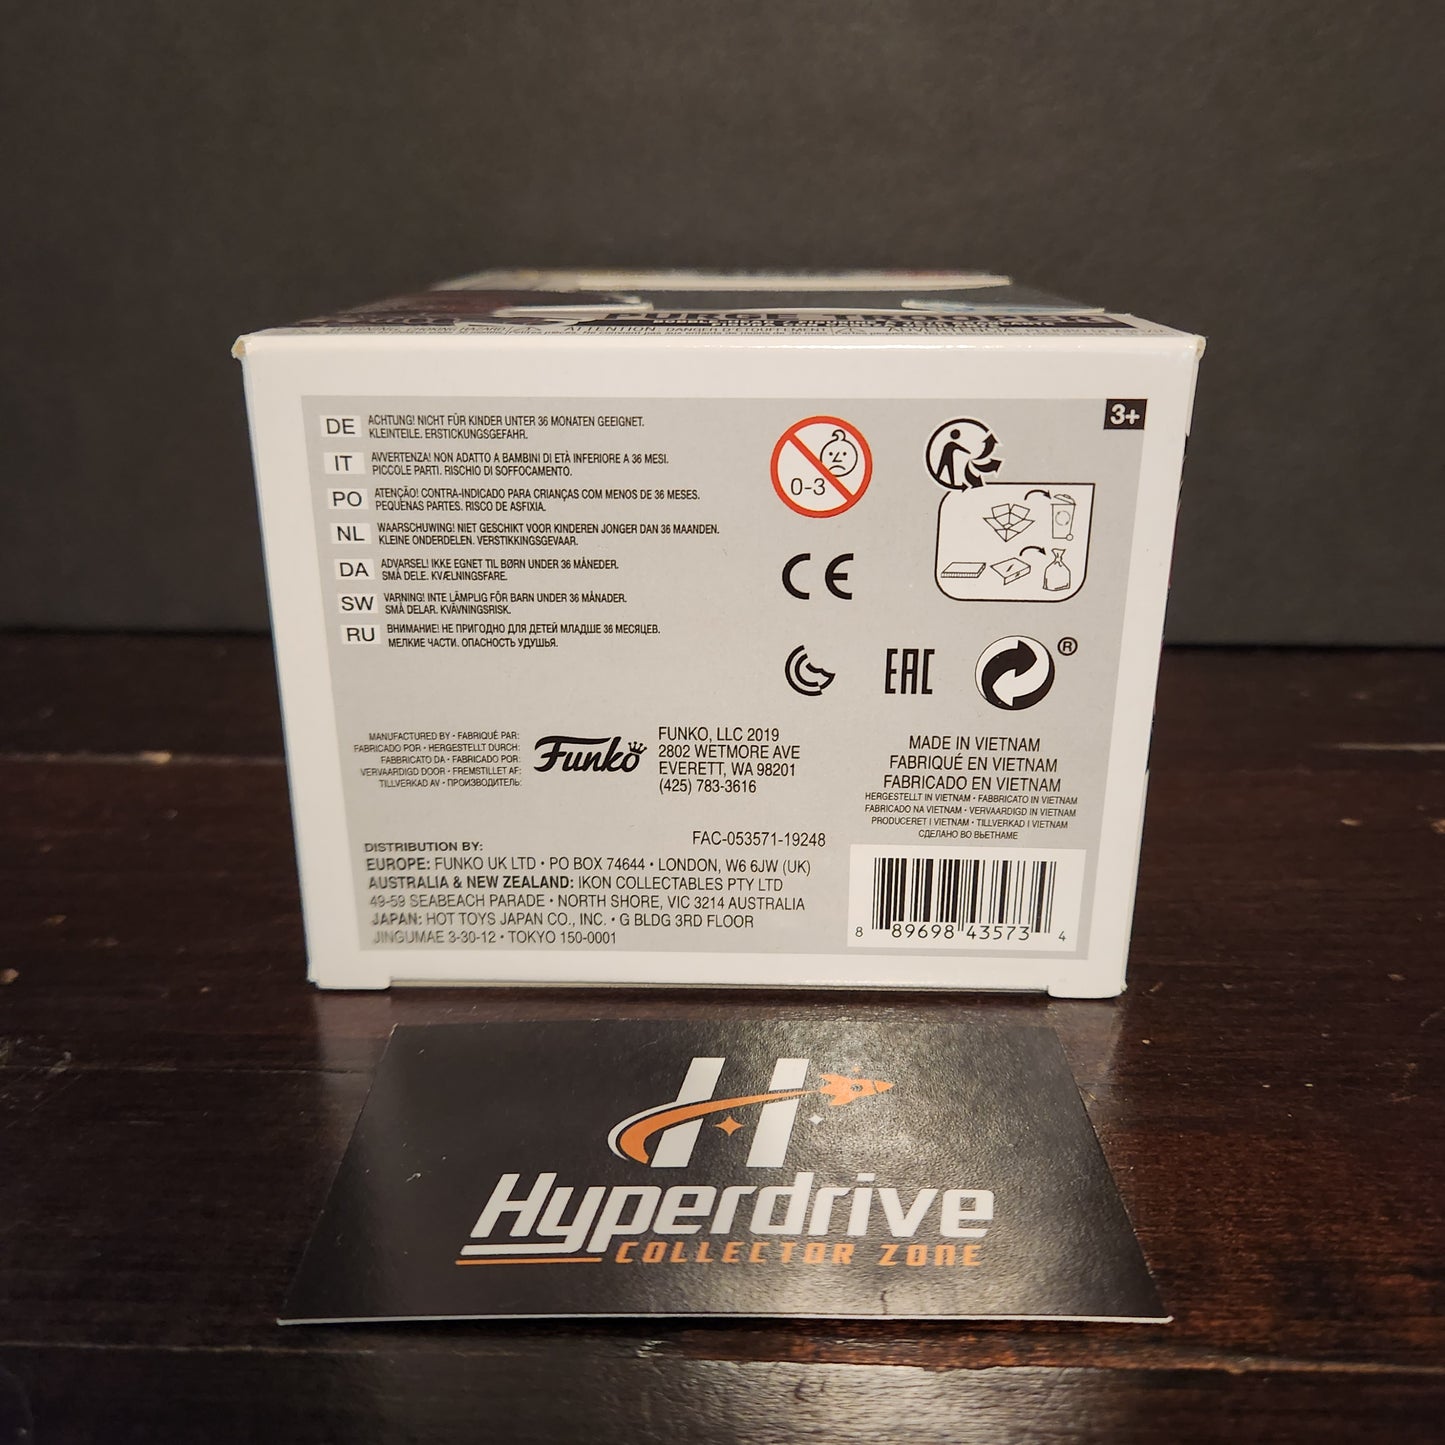 PURGE TROOPER
3+
DE ACHTUNG! NICHT FÜR KINDER UNTER 36 MONATEN GEEIGNET.
KLEINTEILE. ERSTICKUNGSGEFAHR.
IT AVVERTENZA! NON ADATTO A BAMBINI DI ETÀ INFERIORE A 36 MESI.
PICCOLE PARTI. RISCHIO DI SOFFOCAMENTO.
PO ATENÇÃO! CONTRA-INDICADO PARA CRIANÇAS COM MENOS DE 36 MESES.
PEQUENAS PARTES. RISCO DE ASFIXIA.
NL WAARSCHUWING! NIET GESCHIKT VOOR KINDEREN JONGER DAN 36 MAANDEN.
KLEINE ONDERDELEN. VERSTIKKINGSGEVAAR.
DA ADVARSEL! IKKE EGNET TIL BØRN UNDER 36 MÅNEDER.
SMÅ DELE. KVÆLNINGSFARE.
SW VARNING! INTE LÄMPLIG FÖR BARN UNDER 36 MÅNADER.
SMÅ DELAR. KVÄVNINGSRISK.
RU ВНИМАНИЕ! НЕ ПРИГОДНО ДЛЯ ДЕТЕЙ МЛАДШЕ 36 МЕСЯЦЕВ.
МЕЛКИЕ ЧАСТИ. ОПАСНОСТЬ УДУШЬЯ.
0-3
CE
EAC
®
MANUFACTURED BY • FABRIQUÉ PAR:
FABRICADO POR • HERGESTELLT DURCH:
FABBRICATO DA • FABRICADO POR:
VERVAARDIGD DOOR • FREMSTILLET AF:
TILLVERKAD AV • ПРОИЗВОДИТЕЛЬ:
Funko
FUNKO, LLC 2019
2802 WETMORE AVE
EVERETT, WA 98201
(425) 783-3616
MADE IN VIETNAM
FABRIQUÉ EN VIETNAM
FABRICADO EN VIETNAM
HERGESTELLT IN VIETNAM • FABBRICATO IN VIETNAM
FABRICADO NA VIETNAM • VERVAARDIGD IN VIETNAM
PRODUCERET I VIETNAM • TILLVERKAD I VIETNAM
СДЕЛАНО ВО ВЬЕТНАМЕ
FAC-053571-19248
DISTRIBUTION BY:
EUROPE: FUNKO UK LTD • PO BOX 74644 • LONDON, W6 6JW (UK)
AUSTRALIA & NEW ZEALAND: IKON COLLECTABLES PTY LTD
49-59 SEABEACH PARADE • NORTH SHORE, VIC 3214 AUSTRALIA
JAPAN: HOT TOYS JAPAN CO., INC. • G BLDG 3RD FLOOR
JINGUMAE 3-30-12 • TOKYO 150-0001
8 89698 43573 4
H
Hyperdrive
COLLECTOR ZONE